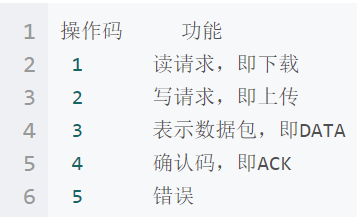 1 操作码 功能
2 1 读请求，即下载
3 2 写请求，即上传
4 3 表示数据包，即DATA
5 4 确认码，即ACK
6 5 错误